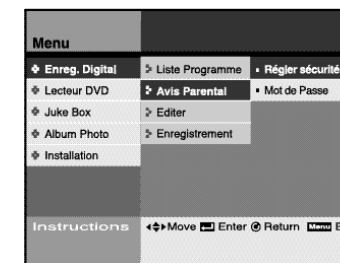 Menu
Enreg. Digital
Liste Programme
Régler sécurité
Lecteur DVD
Avis Parental
Mot de Passe
Juke Box
Editer
Album Photo
Enregistrement
Installation
Instructions
Move Enter Return Menu